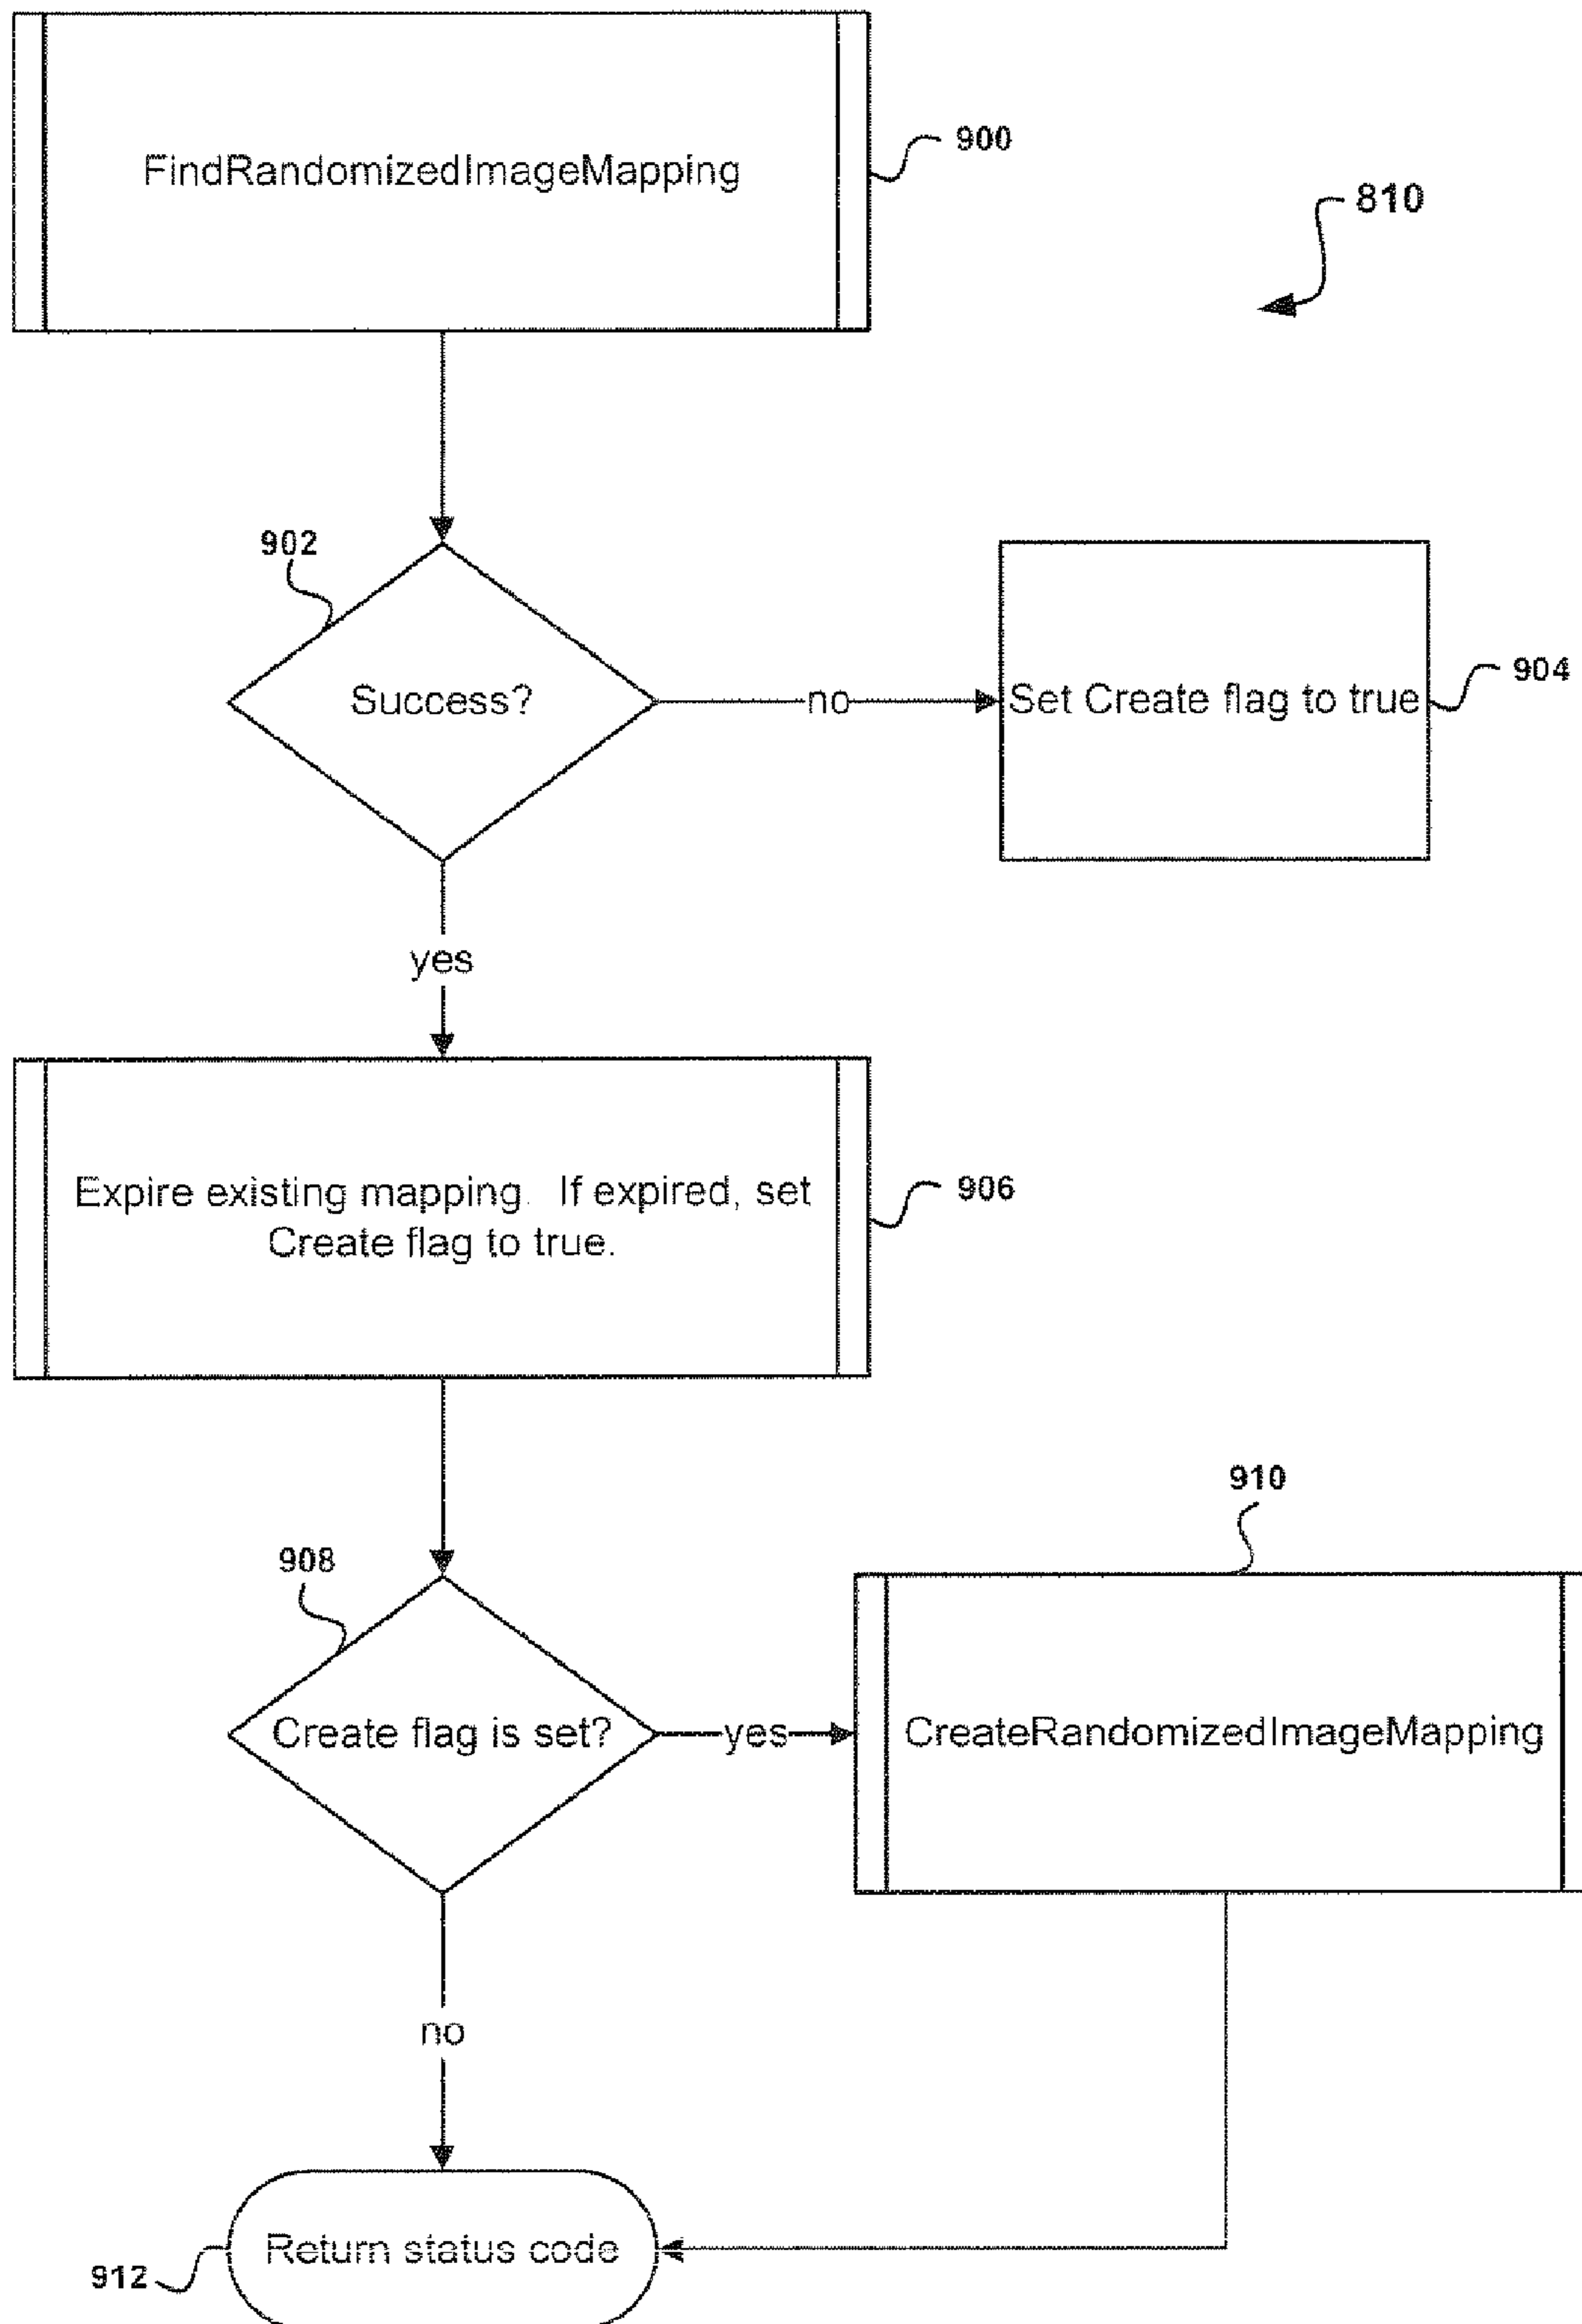 FindRandomizedImageMapping
900
810
902
Success?
no
Set Create flag to true
904
yes
Expire existing mapping. If expired, set
Create flag to true.
906
910
908
Create flag is set?
yes
CreateRandomizedImageMapping
no
Return status code
912